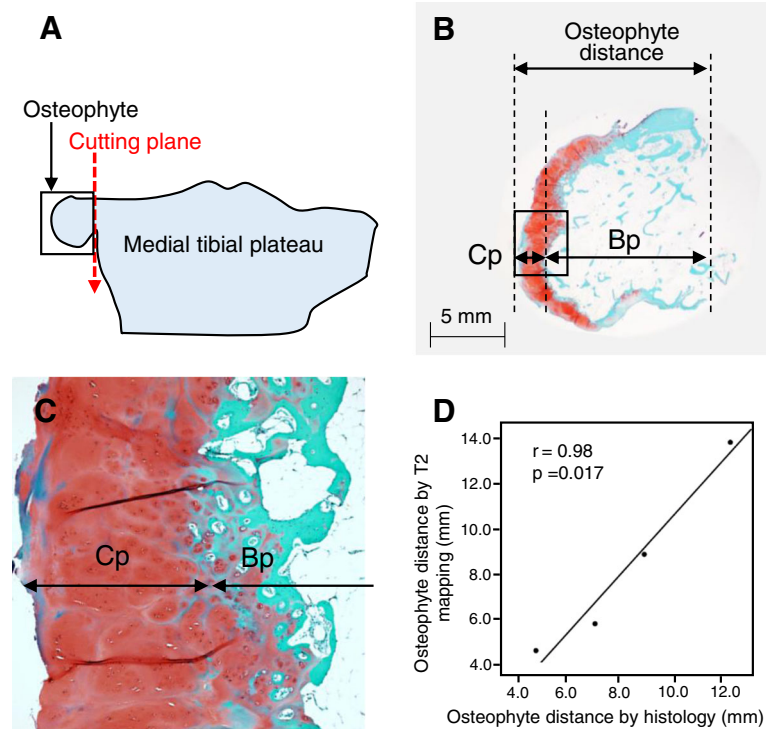 A
Osteophyte
Cutting plane
Medial tibial plateau
B
Osteophyte
distance
Cp
Bp
5 mm
C
Cp
Bp
D
Osteophyte distance by T2
mapping (mm)
14.0
12.0
10.0
8.0
6.0
4.0
r = 0.98
p =0.017
4.0 6.0 8.0 10.0 12.0
Osteophyte distance by histology (mm)